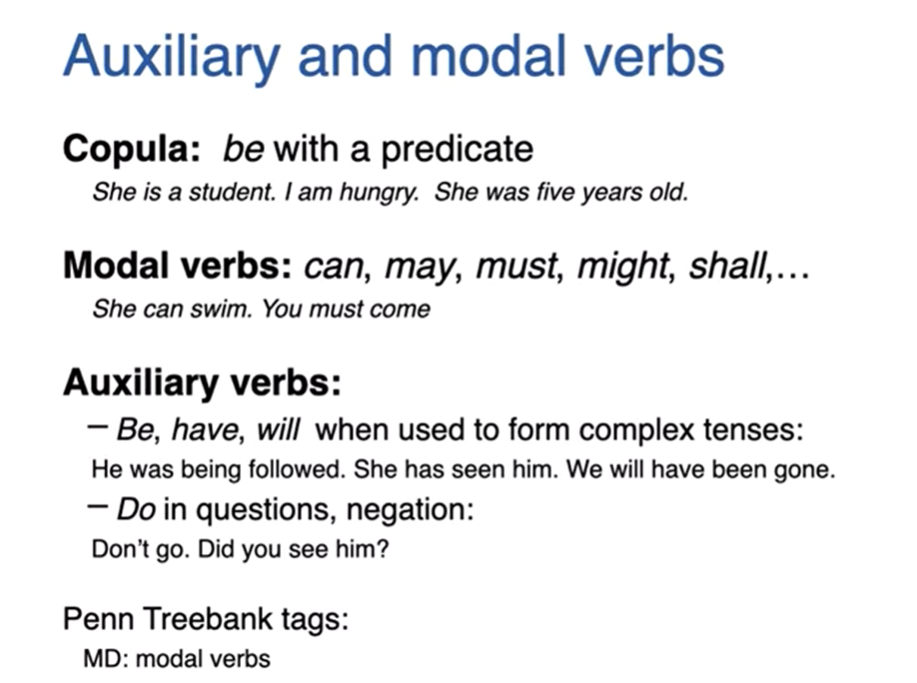 Auxiliary and modal verbs
Copula: be with a predicate
She is a student. I am hungry. She was five years old.
Modal verbs: can, may, must, might, shall,…
She can swim. You must come
Auxiliary verbs:
– Be, have, will when used to form complex tenses:
He was being followed. She has seen him. We will have been gone.
– Do in questions, negation:
Don’t go. Did you see him?
Penn Treebank tags:
MD: modal verbs